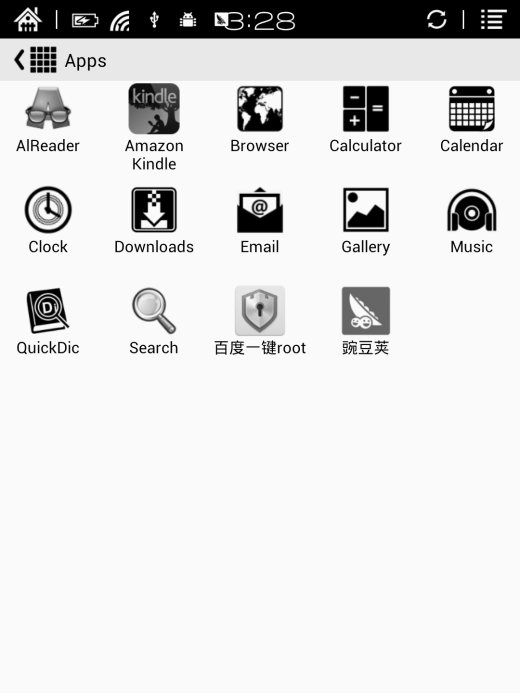 3:28
Apps
kindle
AlReader
Amazon
Kindle
Browser
Calculator
Calendar
@
Clock
Downloads
Email
Gallery
Music
Di
QuickDic
Search
百度一键root
豌豆荚